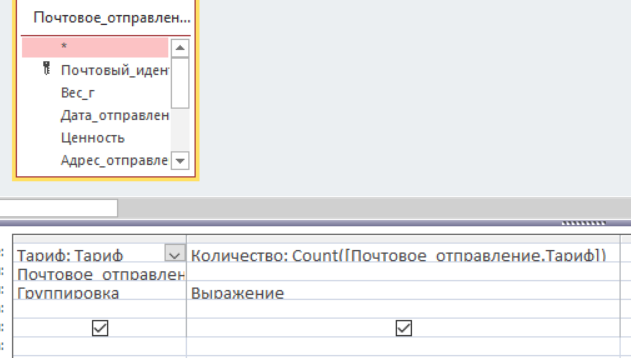 Почтовое_отправлен...
*
Почтовый_иден
Вес_г
Дата_отправлен
Ценность
Адрес_отправле
Тариф: Тариф Количество: Count([Почтовое_отправление.Тариф])
Почтовое_отправлен
Группировка Выражение